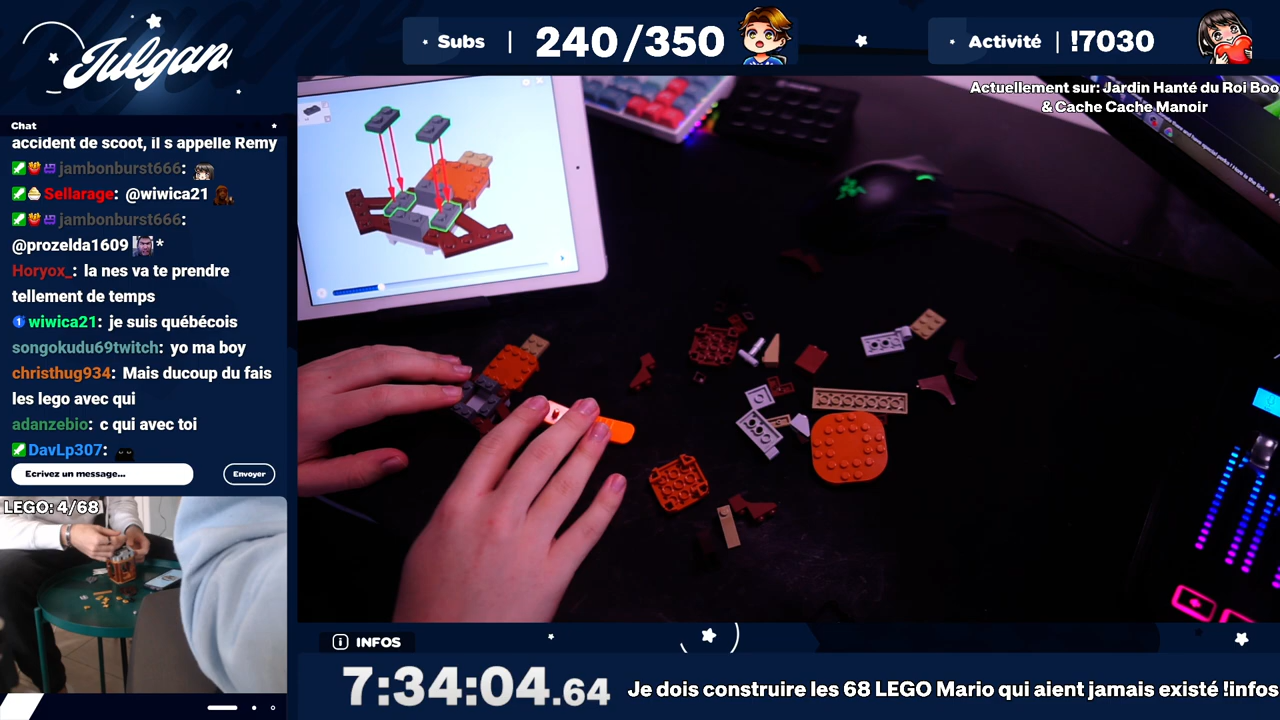 Julgan
Subs | 240/350
Activité | !7030
Actuellement sur: Jardin Hanté du Roi Boo
& Cache Cache Manoir
Chat
accident de scoot, il s appelle Remy
jambonburst666:
Sellarage: @wiwica21
jambonburst666:
@prozelda1609 *
Horyox_: la nes va te prendre
tellement de temps
wiwica21: je suis québécois
songokudu69twitch: yo ma boy
christhug934: Mais ducoup du fais
les lego avec qui
adanzebio: c qui avec toi
DavLp307:
Ecrivez un message...
Envoyer
LEGO: 4/68
INFOS
7:34:04.64
Je dois construire les 68 LEGO Mario qui aient jamais existé !infos